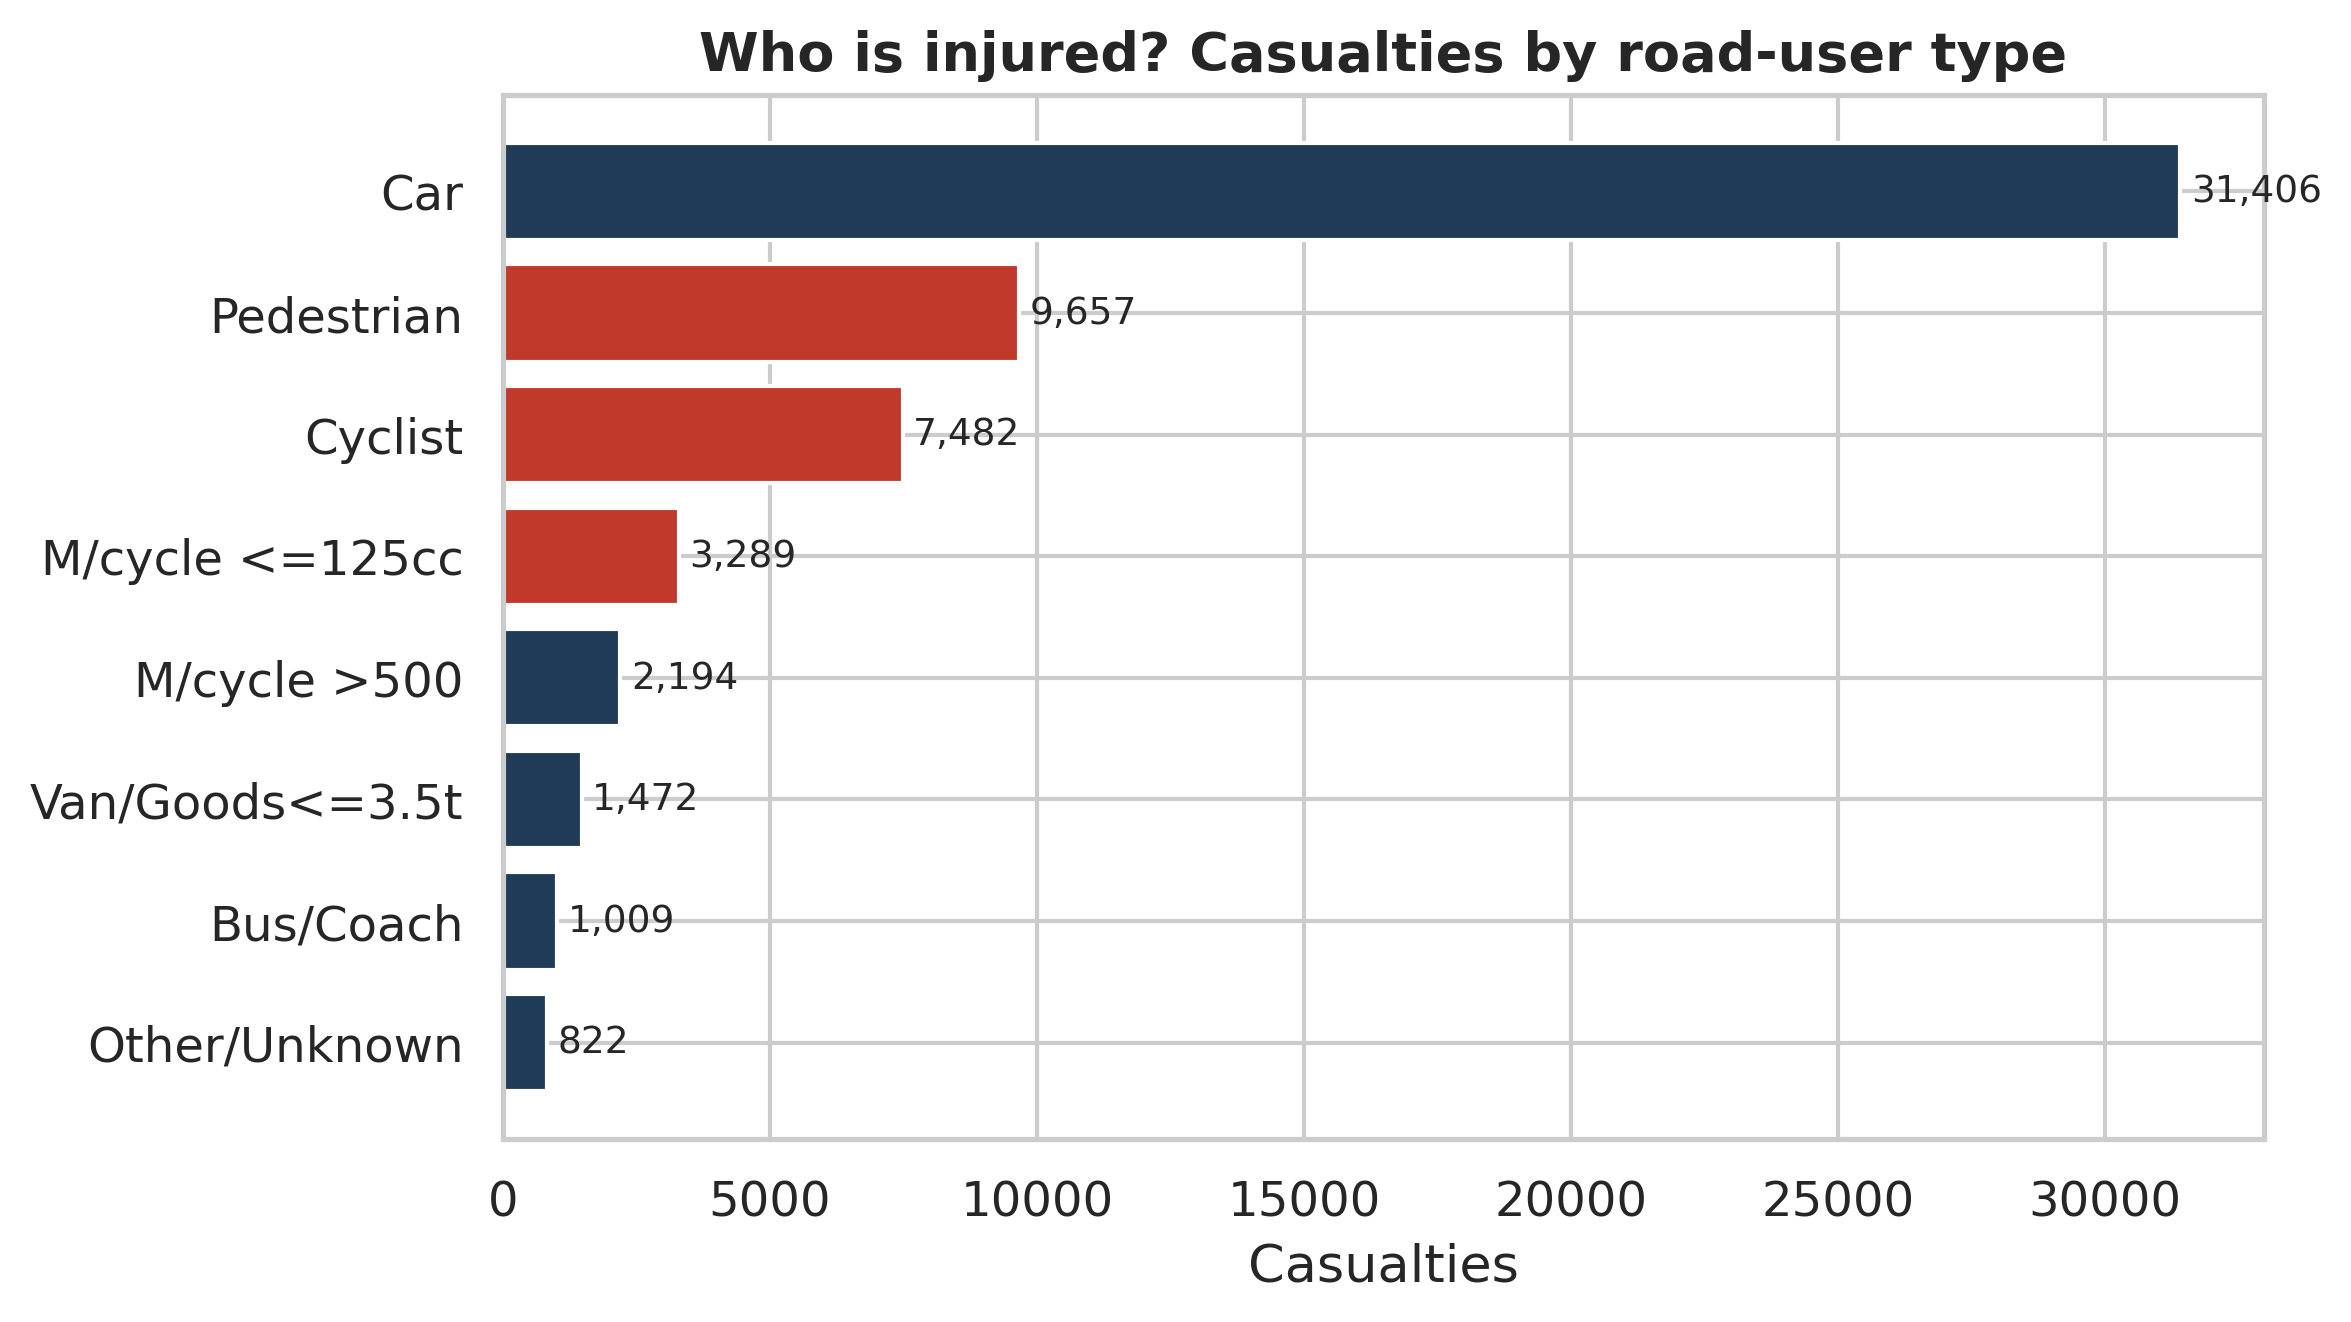 Who is injured? Casualties by road-user type
Car 31,406
Pedestrian 9,657
Cyclist 7,482
M/cycle <=125cc 3,289
M/cycle >500 2,194
Van/Goods<=3.5t 1,472
Bus/Coach 1,009
Other/Unknown 822
0 5000 10000 15000 20000 25000 30000
Casualties